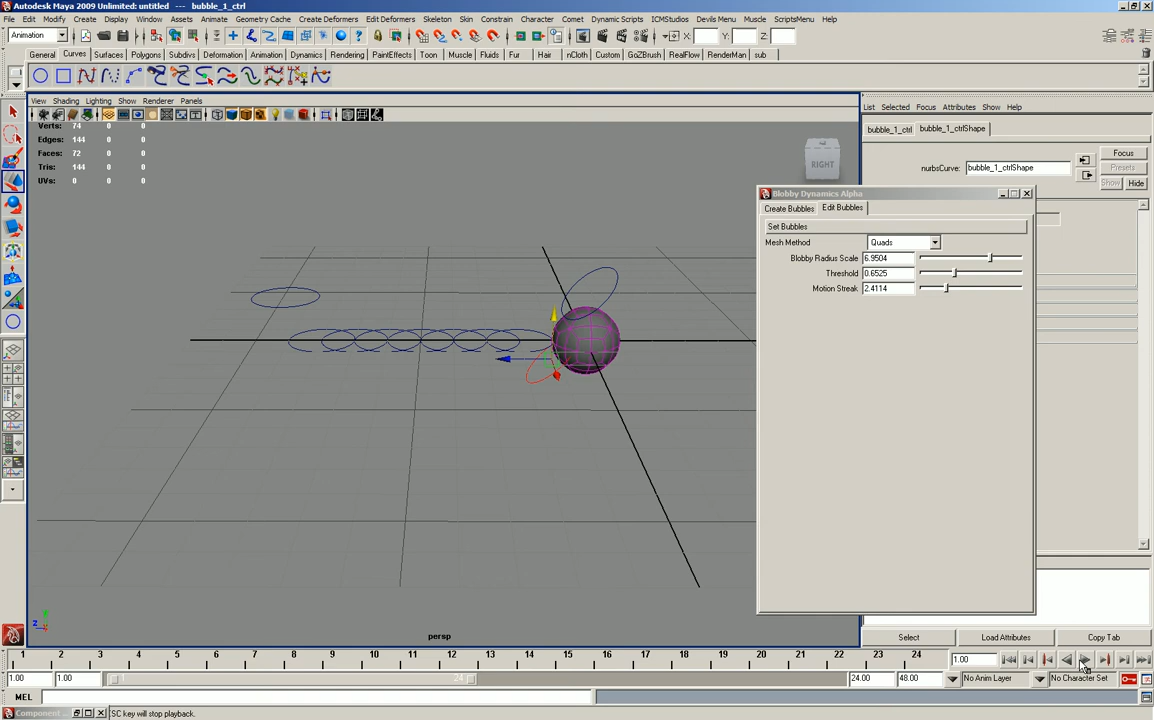 Autodesk Maya 2009 Unlimited: untitled --- bubble_1_ctrl
File Edit Modify Create Display Window Assets Animate Geometry Cache Create Deformers Edit Deformers Skeleton Skin Constrain Character Comet Dynamic Scripts ICMStudios Devils Menu Muscle ScriptsMenu Help
Animation X: Y: Z:
General Curves Surfaces Polygons Subdivs Deformation Animation Dynamics Rendering PaintEffects Toon Muscle Fluids Fur Hair nCloth Custom GoZBrush RealFlow RenderMan sub
View Shading Lighting Show Renderer Panels
List Selected Focus Attributes Show Help
Verts: 74 0 0
Edges: 144 0 0
Faces: 72 0 0
Tris: 144 0 0
UVs: 0 0 0
RIGHT
bubble_1_ctrl bubble_1_ctrlShape
Focus
nurbsCurve: bubble_1_ctrlShape
Presets
Show Hide
Blobby Dynamics Alpha
Create Bubbles Edit Bubbles
Set Bubbles
Mesh Method Quads
Blobby Radius Scale 6.9504
Threshold 0.6525
Motion Streak 2.4114
z
persp
Select Load Attributes Copy Tab
1 2 3 4 5 6 7 8 9 10 11 12 13 14 15 16 17 18 19 20 21 22 23 24 1.00
1.00 1.00 24 24.00 48.00 No Anim Layer No Character Set
MEL
Component SC key will stop playback.